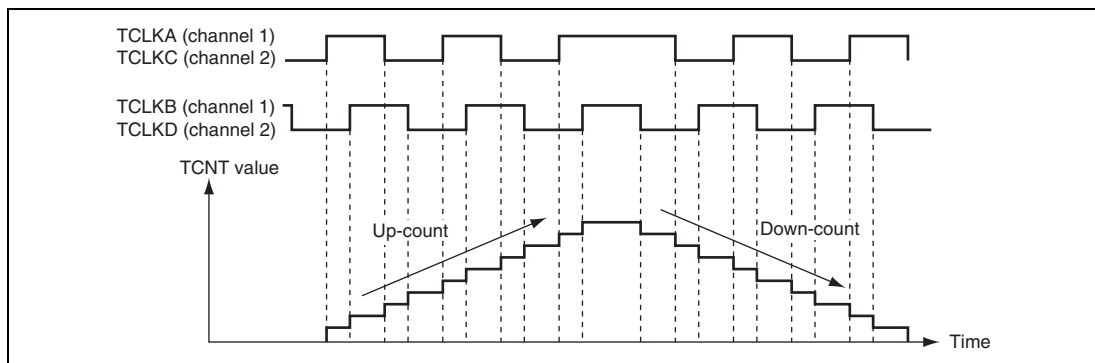 TCLKA (channel 1)
TCLKC (channel 2)
TCLKB (channel 1)
TCLKD (channel 2)
TCNT value
Up-count
Down-count
Time